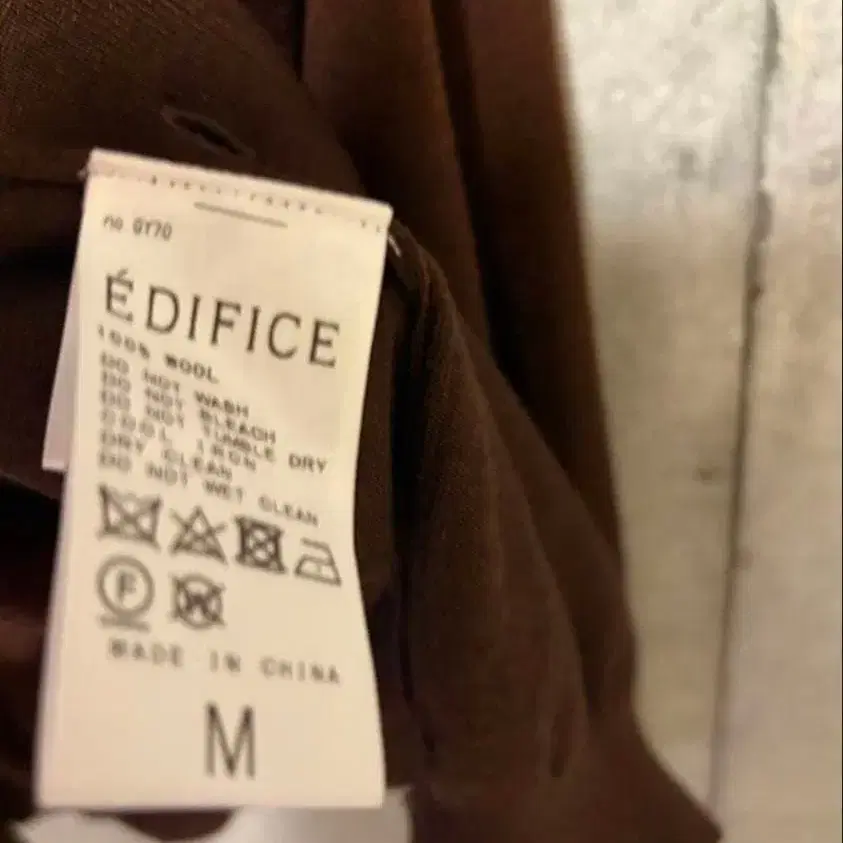 no GY70
ÉDIFICE
100% WOOL
DO NOT WASH
DO NOT BLEACH
DO NOT TUMBLE DRY
COOL IRON
DRY CLEAN
DO NOT WET CLEAN
F W
MADE IN CHINA
M